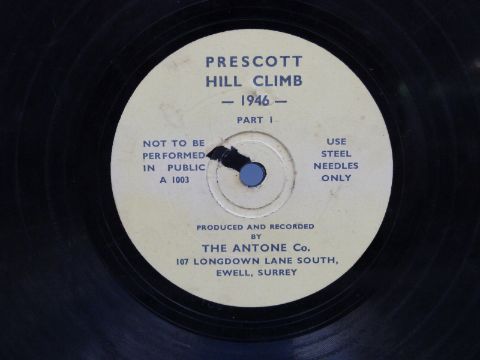 PRESCOTT
HILL CLIMB
— 1946 —
PART 1
NOT TO BE
PERFORMED
IN PUBLIC
A 1003
USE
STEEL
NEEDLES
ONLY
PRODUCED AND RECORDED
BY
THE ANTONE Co.
107 LONGDOWN LANE SOUTH,
EWELL, SURREY